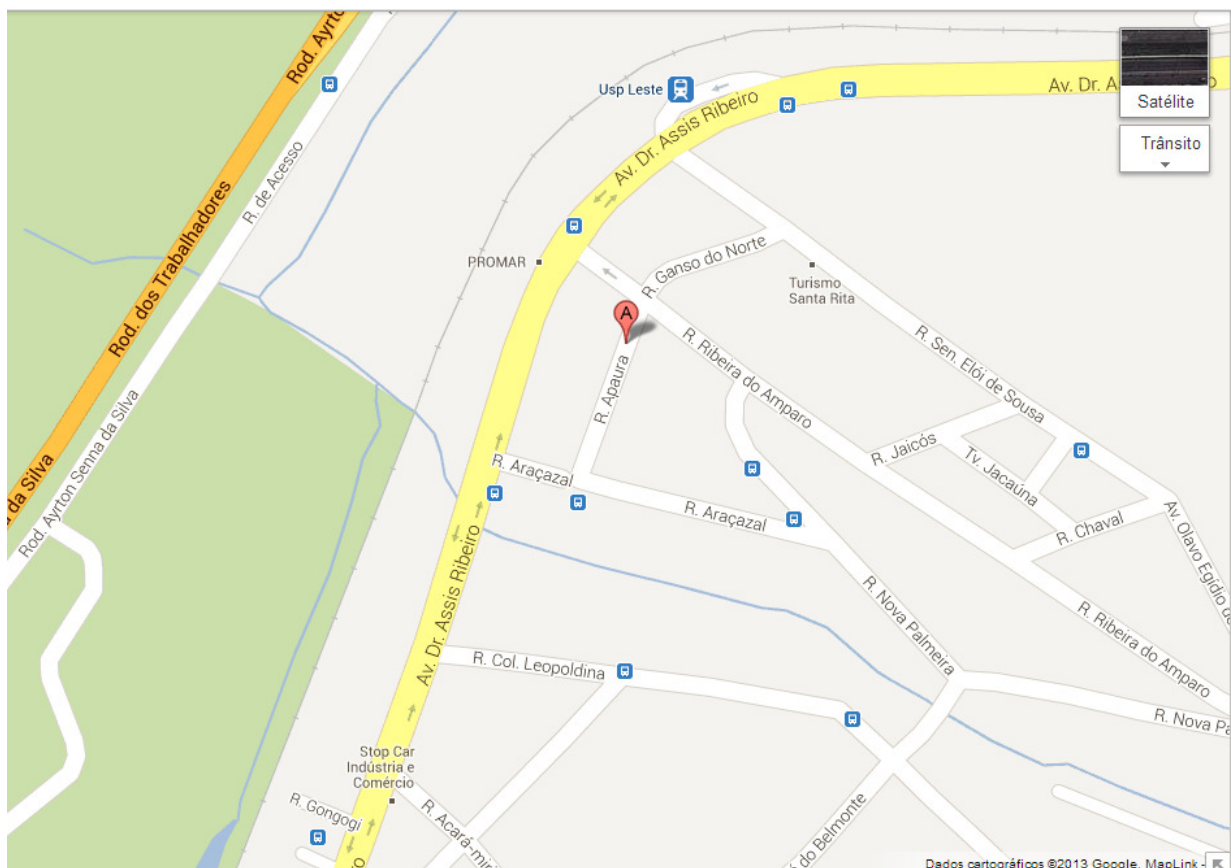 Rod. Ayrto
Usp Leste
Av. Dr. Assis Ribeiro
Av. Dr. A
o
Satélite
Trânsito
R. de Acesso
Rod. dos Trabalhadores
PROMAR
R. Ganso do Norte
Turismo
Santa Rita
A
R. Apaura
R. Ribeira do Amparo
R. Sen. Elói de Sousa
R. Jaicós
Tv. Jacaúna
R. Araçazal
R. Araçazal
R. Chaval
Av. Olavo Egídio de
a da Silva
Rod. Ayrton Senna da Silva
Av. Dr. Assis Ribeiro
R. Nova Palmeira
R. Ribeira do Amparo
R. Col. Leopoldina
R. Nova Pa
Stop Car
Indústria e
Comércio
R. Gongogi
R. Acará-miri
o
ó do Belmonte
Dados cartográficos ©2013 Google, MapLink -